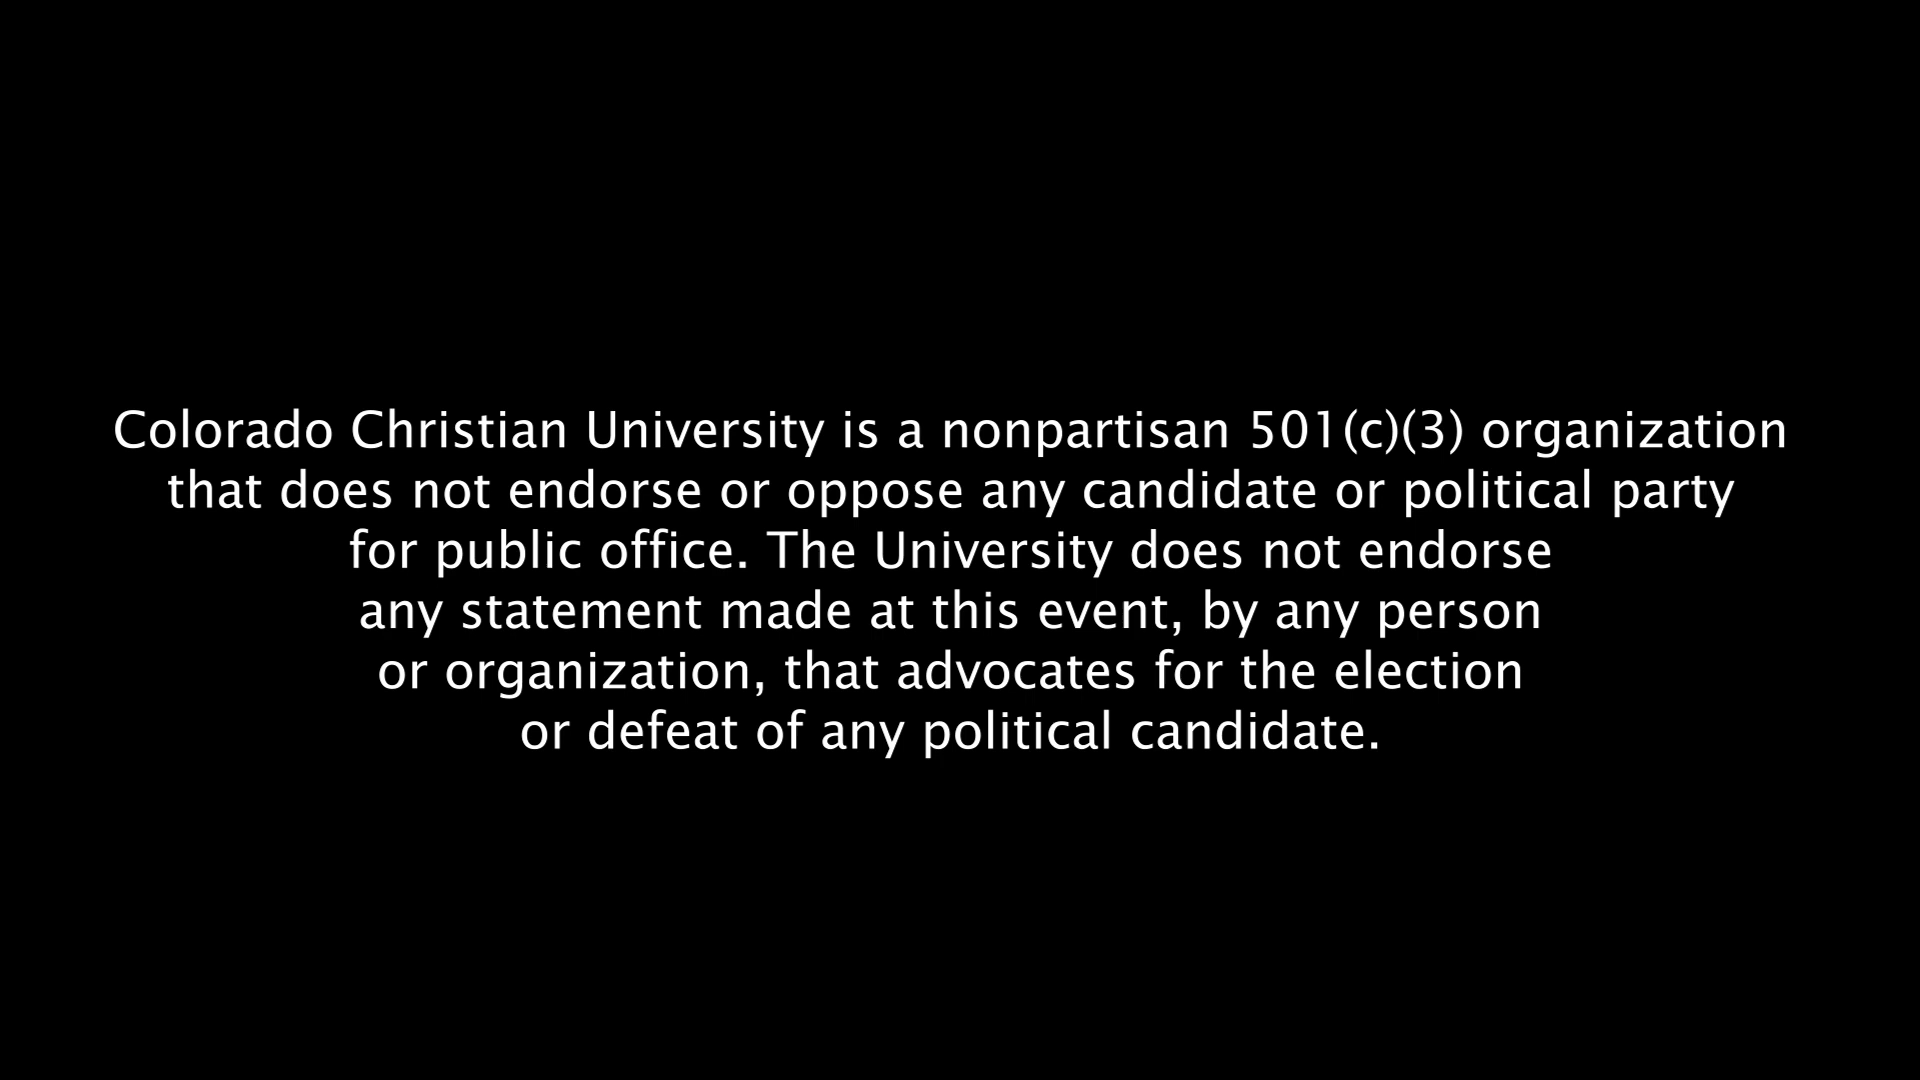 Colorado Christian University is a nonpartisan 501(c)(3) organization
that does not endorse or oppose any candidate or political party
for public office. The University does not endorse
any statement made at this event, by any person
or organization, that advocates for the election
or defeat of any political candidate.